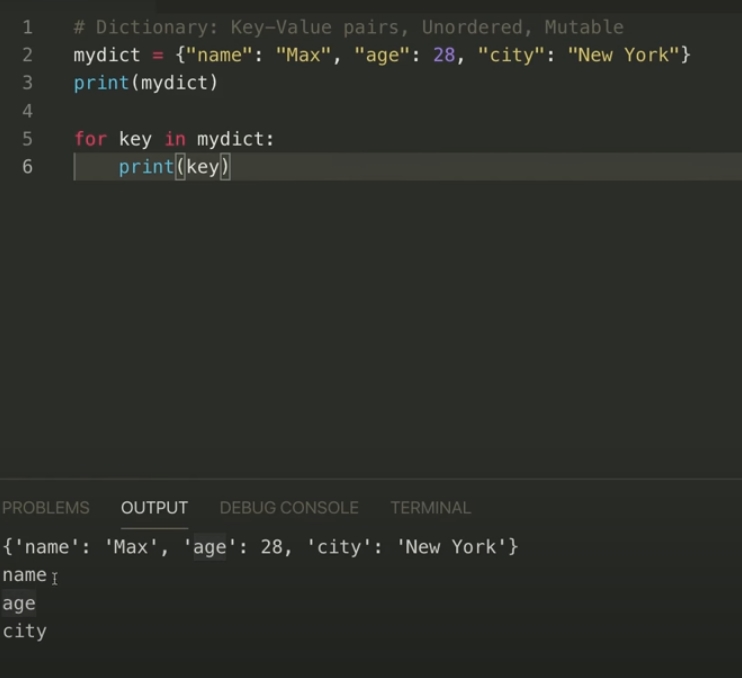 1 # Dictionary: Key-Value pairs, Unordered, Mutable
2 mydict = {"name": "Max", "age": 28, "city": "New York"}
3 print(mydict)
4
5 for key in mydict:
6     print(key)
PROBLEMS OUTPUT DEBUG CONSOLE TERMINAL
{'name': 'Max', 'age': 28, 'city': 'New York'}
name
age
city